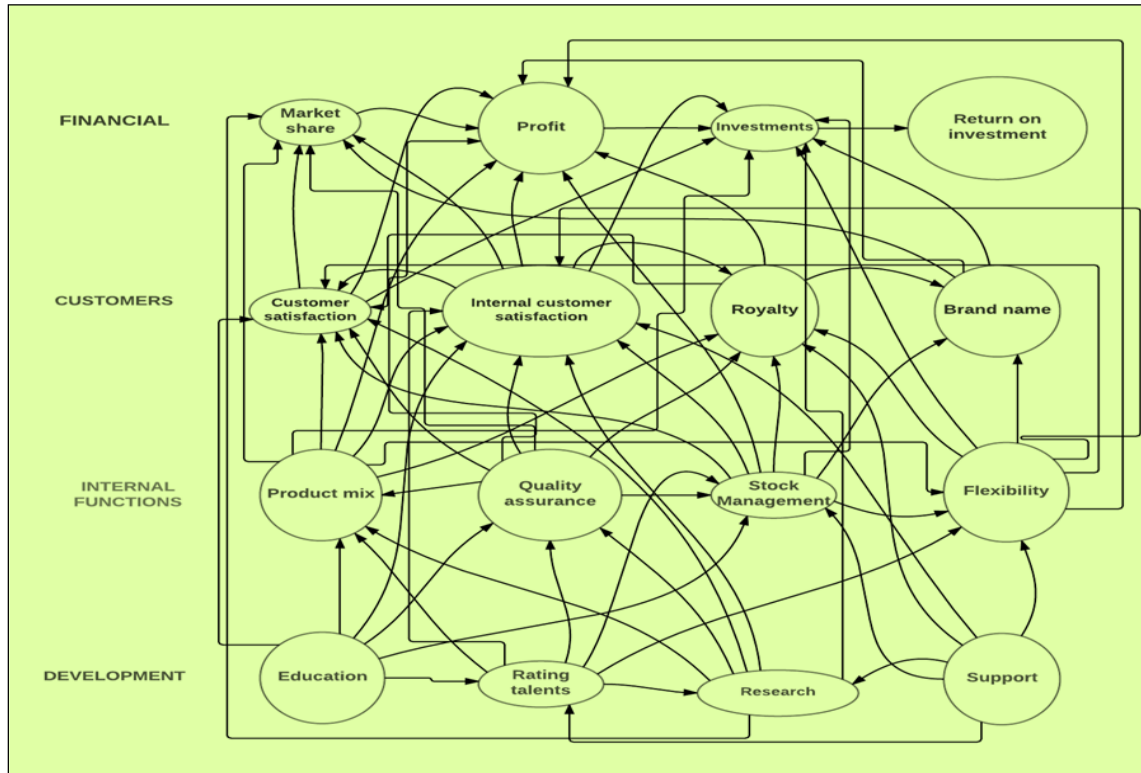 FINANCIAL
Market
share
Profit
Investments
Return on
investment
CUSTOMERS
Customer
satisfaction
Internal customer
satisfaction
Royalty
Brand name
INTERNAL
FUNCTIONS
Product mix
Quality
assurance
Stock
Management
Flexibility
DEVELOPMENT
Education
Rating
talents
Research
Support